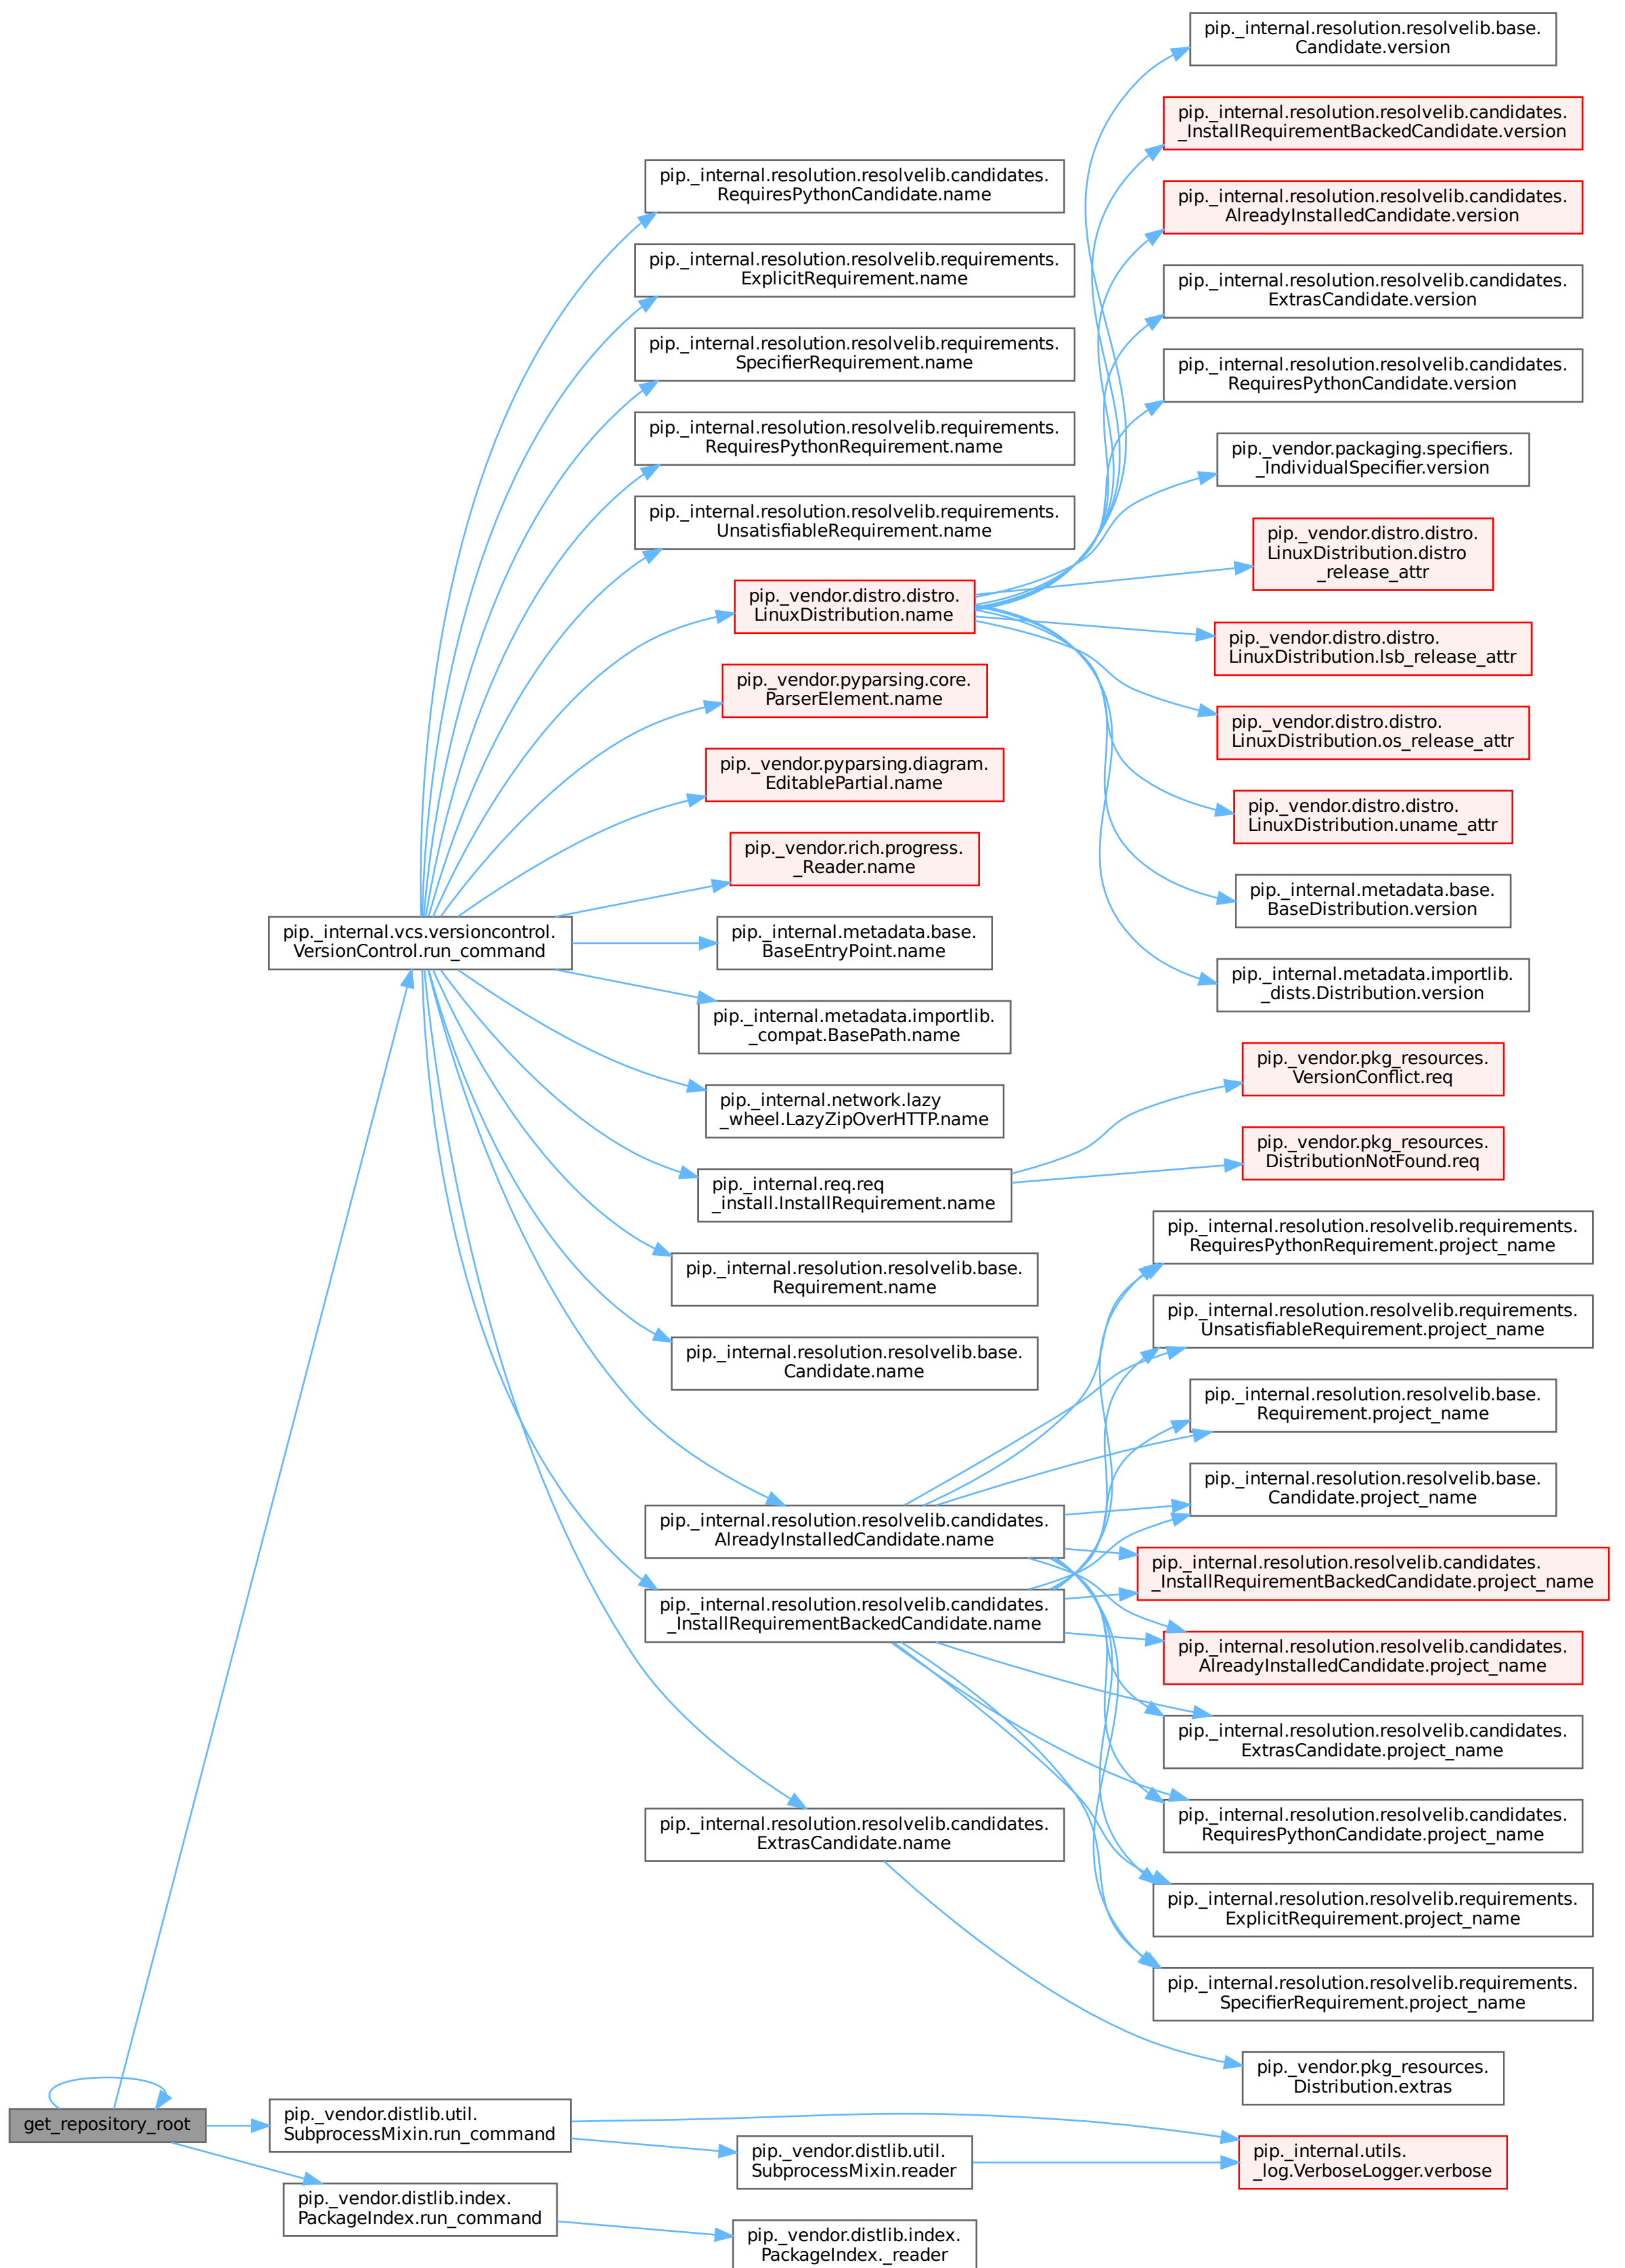 get_repository_root
pip._internal.vcs.versioncontrol.
VersionControl.run_command
pip._vendor.distlib.util.
SubprocessMixin.run_command
pip._vendor.distlib.index.
PackageIndex.run_command
pip._internal.resolution.resolvelib.candidates.
RequiresPythonCandidate.name
pip._internal.resolution.resolvelib.requirements.
ExplicitRequirement.name
pip._internal.resolution.resolvelib.requirements.
SpecifierRequirement.name
pip._internal.resolution.resolvelib.requirements.
RequiresPythonRequirement.name
pip._internal.resolution.resolvelib.requirements.
UnsatisfiableRequirement.name
pip._vendor.distro.distro.
LinuxDistribution.name
pip._vendor.pyparsing.core.
ParserElement.name
pip._vendor.pyparsing.diagram.
EditablePartial.name
pip._vendor.rich.progress.
_Reader.name
pip._internal.metadata.base.
BaseEntryPoint.name
pip._internal.metadata.importlib.
_compat.BasePath.name
pip._internal.network.lazy
_wheel.LazyZipOverHTTP.name
pip._internal.req.req
_install.InstallRequirement.name
pip._internal.resolution.resolvelib.base.
Requirement.name
pip._internal.resolution.resolvelib.base.
Candidate.name
pip._internal.resolution.resolvelib.candidates.
AlreadyInstalledCandidate.name
pip._internal.resolution.resolvelib.candidates.
_InstallRequirementBackedCandidate.name
pip._internal.resolution.resolvelib.candidates.
ExtrasCandidate.name
pip._vendor.distlib.util.
SubprocessMixin.reader
pip._vendor.distlib.index.
PackageIndex._reader
pip._internal.resolution.resolvelib.base.
Candidate.version
pip._internal.resolution.resolvelib.candidates.
_InstallRequirementBackedCandidate.version
pip._internal.resolution.resolvelib.candidates.
AlreadyInstalledCandidate.version
pip._internal.resolution.resolvelib.candidates.
ExtrasCandidate.version
pip._internal.resolution.resolvelib.candidates.
RequiresPythonCandidate.version
pip._vendor.packaging.specifiers.
_IndividualSpecifier.version
pip._vendor.distro.distro.
LinuxDistribution.distro
_release_attr
pip._vendor.distro.distro.
LinuxDistribution.lsb_release_attr
pip._vendor.distro.distro.
LinuxDistribution.os_release_attr
pip._vendor.distro.distro.
LinuxDistribution.uname_attr
pip._internal.metadata.base.
BaseDistribution.version
pip._internal.metadata.importlib.
_dists.Distribution.version
pip._vendor.pkg_resources.
VersionConflict.req
pip._vendor.pkg_resources.
DistributionNotFound.req
pip._internal.resolution.resolvelib.requirements.
RequiresPythonRequirement.project_name
pip._internal.resolution.resolvelib.requirements.
UnsatisfiableRequirement.project_name
pip._internal.resolution.resolvelib.base.
Requirement.project_name
pip._internal.resolution.resolvelib.base.
Candidate.project_name
pip._internal.resolution.resolvelib.candidates.
_InstallRequirementBackedCandidate.project_name
pip._internal.resolution.resolvelib.candidates.
AlreadyInstalledCandidate.project_name
pip._internal.resolution.resolvelib.candidates.
ExtrasCandidate.project_name
pip._internal.resolution.resolvelib.candidates.
RequiresPythonCandidate.project_name
pip._internal.resolution.resolvelib.requirements.
ExplicitRequirement.project_name
pip._internal.resolution.resolvelib.requirements.
SpecifierRequirement.project_name
pip._vendor.pkg_resources.
Distribution.extras
pip._internal.utils.
_log.VerboseLogger.verbose